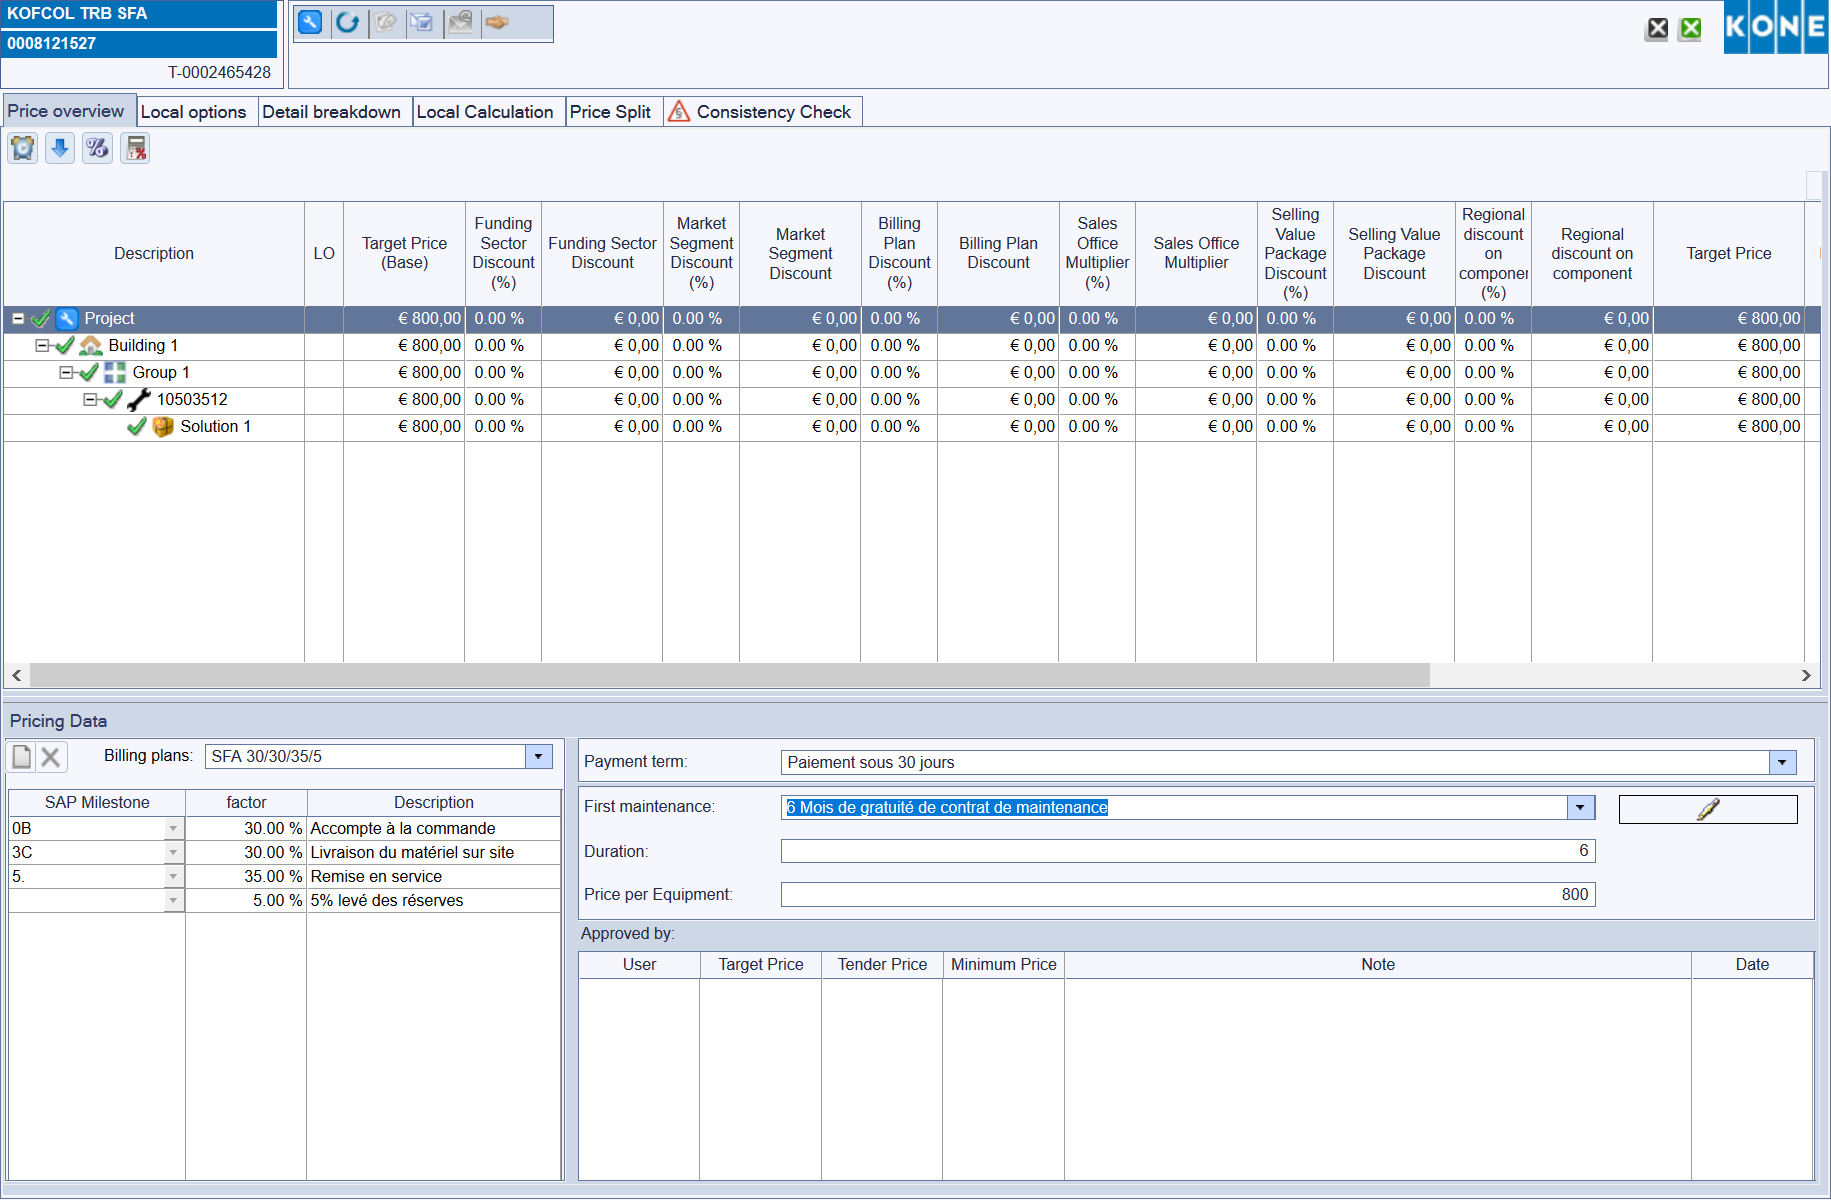 KOFCOL TRB SFA
0008121527
T-0002465428
KONE
Price overview
Local options
Detail breakdown
Local Calculation
Price Split
Consistency Check
Description LO Target Price (Base) Funding Sector Discount (%) Funding Sector Discount Market Segment Discount (%) Market Segment Discount Billing Plan Discount (%) Billing Plan Discount Sales Office Multiplier (%) Sales Office Multiplier Selling Value Package Discount (%) Selling Value Package Discount Regional discount on componer (%) Regional discount on component Target Price
Project € 800,00 0.00 % € 0,00 0.00 % € 0,00 0.00 % € 0,00 0.00 % € 0,00 0.00 % € 0,00 0.00 % € 0,00 € 800,00
Building 1 € 800,00 0.00 % € 0,00 0.00 % € 0,00 0.00 % € 0,00 0.00 % € 0,00 0.00 % € 0,00 0.00 % € 0,00 € 800,00
Group 1 € 800,00 0.00 % € 0,00 0.00 % € 0,00 0.00 % € 0,00 0.00 % € 0,00 0.00 % € 0,00 0.00 % € 0,00 € 800,00
10503512 € 800,00 0.00 % € 0,00 0.00 % € 0,00 0.00 % € 0,00 0.00 % € 0,00 0.00 % € 0,00 0.00 % € 0,00 € 800,00
Solution 1 € 800,00 0.00 % € 0,00 0.00 % € 0,00 0.00 % € 0,00 0.00 % € 0,00 0.00 % € 0,00 0.00 % € 0,00 € 800,00
Pricing Data
Billing plans: SFA 30/30/35/5
SAP Milestone factor Description
0B 30.00 % Accompte à la commande
3C 30.00 % Livraison du matériel sur site
5. 35.00 % Remise en service
5.00 % 5% levé des réserves
Payment term: Paiement sous 30 jours
First maintenance: 6 Mois de gratuité de contrat de maintenance
Duration: 6
Price per Equipment: 800
Approved by:
User Target Price Tender Price Minimum Price Note Date